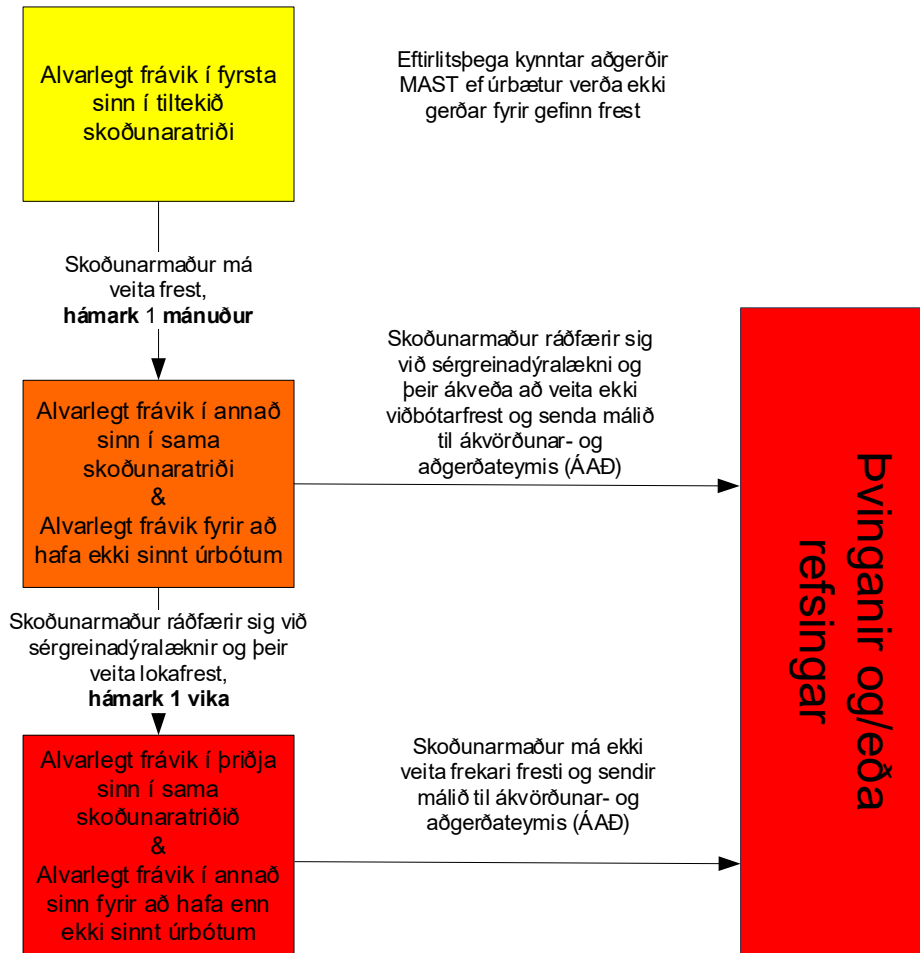 Alvarlegt frávik í fyrsta
sinn í tiltekið
skoðunaratriði
Eftirlitsþega kynntar aðgerðir
MAST ef úrbætur verða ekki
gerðar fyrir gefinn frest
Skoðunarmaður má
veita frest,
hámark 1 mánuður
Alvarlegt frávik í annað
sinn í sama
skoðunaratriði
&
Alvarlegt frávik fyrir að
hafa ekki sinnt úrbótum
Skoðunarmaður ráðfærir sig
við sérgreinadýralækni og
þeir ákveða að veita ekki
viðbótarfrest og senda málið
til ákvörðunar- og
aðgerðateymis (ÁAÐ)
Skoðunarmaður ráðfærir sig við
sérgreinadýralæknir og þeir
veita lokafrest,
hámark 1 vika
Alvarlegt frávik í þriðja
sinn í sama
skoðunaratriðið
&
Alvarlegt frávik í annað
sinn fyrir að hafa enn
ekki sinnt úrbótum
Skoðunarmaður má ekki
veita frekari fresti og sendir
málið til ákvörðunar- og
aðgerðateymis (ÁAÐ)
Þvinganir og/eða
refsingar